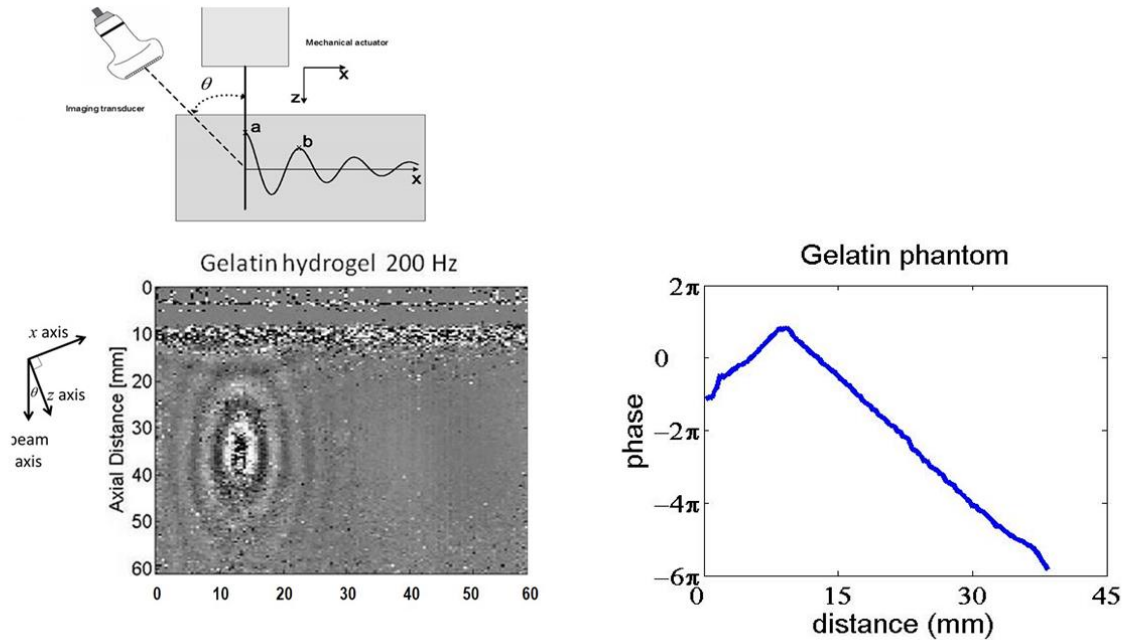 Mechanical actuator
x
z
θ
Imaging transducer
a
b
x
Gelatin hydrogel 200 Hz
0
10
20
30
40
50
60
Axial Distance [mm]
0 10 20 30 40 50 60
x axis
θ
z axis
beam
axis
Gelatin phantom
2π
0
−2π
−4π
−6π
phase
0 15 30 45
distance (mm)